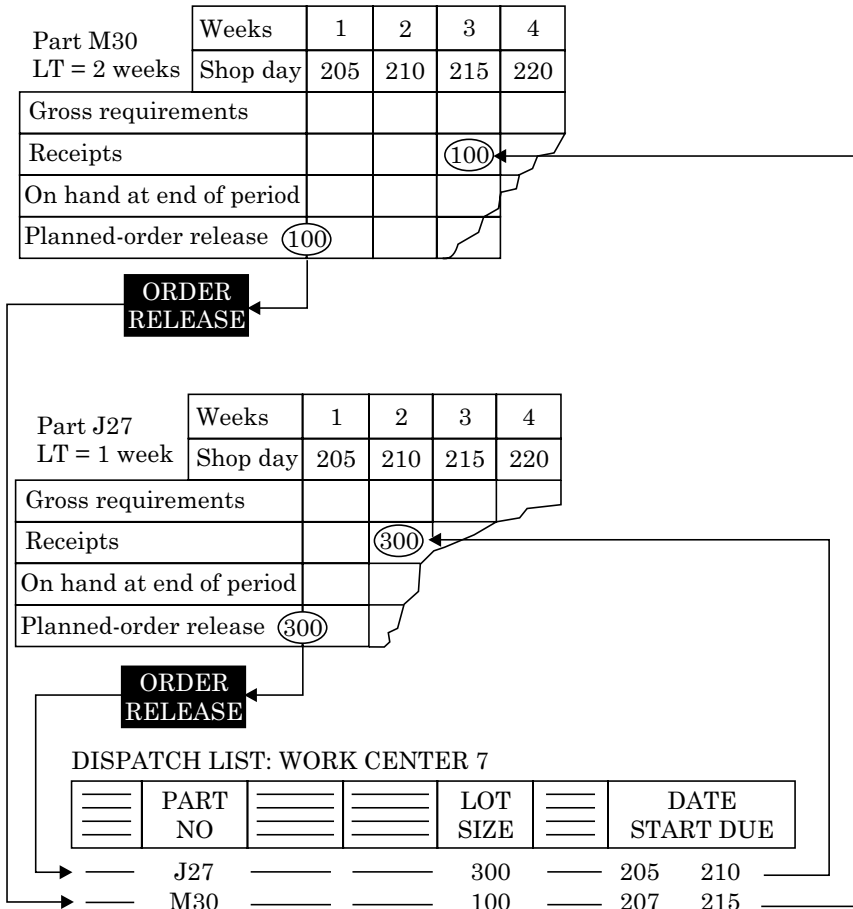 Part M30
LT = 2 weeks
Weeks 1 2 3 4
Shop day 205 210 215 220
Gross requirements
Receipts 100
On hand at end of period
Planned-order release 100
ORDER
RELEASE
Part J27
LT = 1 week
Weeks 1 2 3 4
Shop day 205 210 215 220
Gross requirements
Receipts 300
On hand at end of period
Planned-order release 300
ORDER
RELEASE
DISPATCH LIST: WORK CENTER 7
PART LOT DATE
NO SIZE START DUE
J27 300 205 210
M30 100 207 215